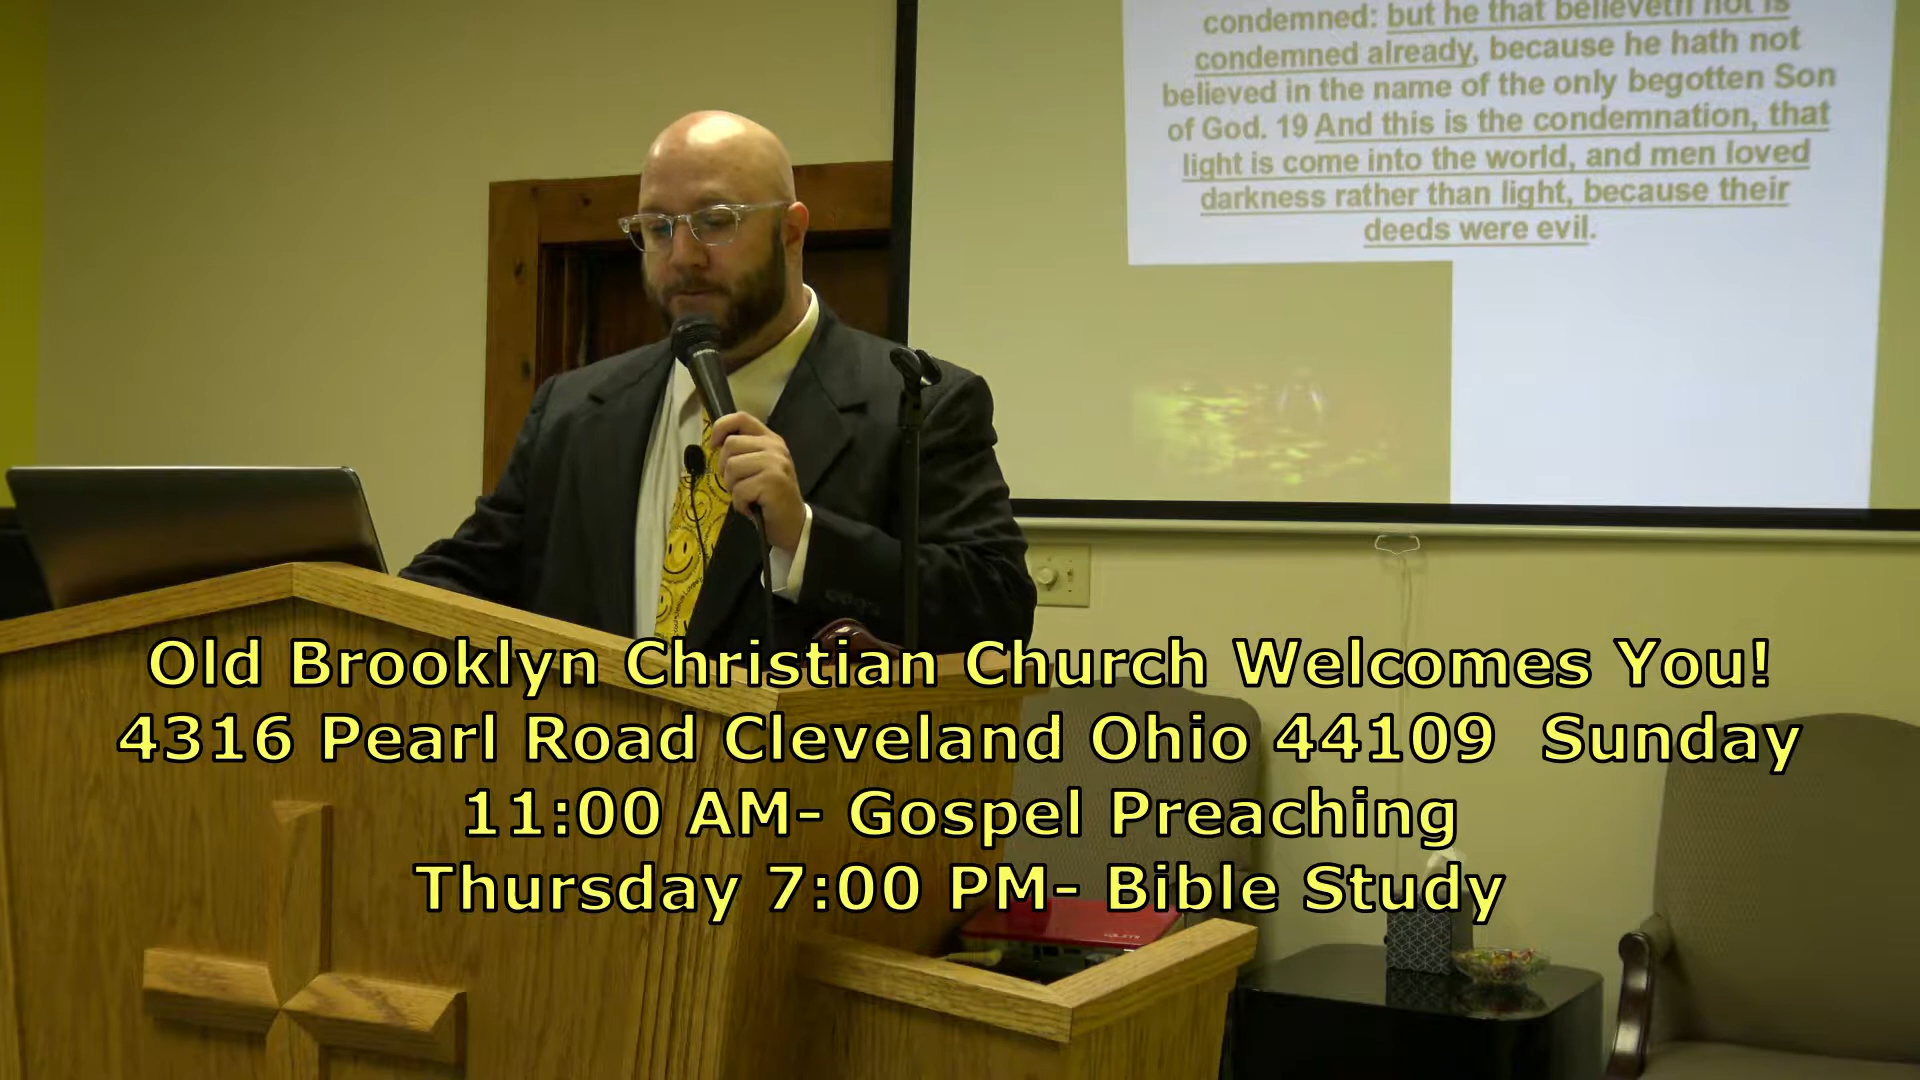 condemned: but he that believeth not is
condemned already, because he hath not
believed in the name of the only begotten Son
of God. 19 And this is the condemnation, that
light is come into the world, and men loved
darkness rather than light, because their
deeds were evil.
Old Brooklyn Christian Church Welcomes You!
4316 Pearl Road Cleveland Ohio 44109  Sunday
11:00 AM- Gospel Preaching
Thursday 7:00 PM- Bible Study